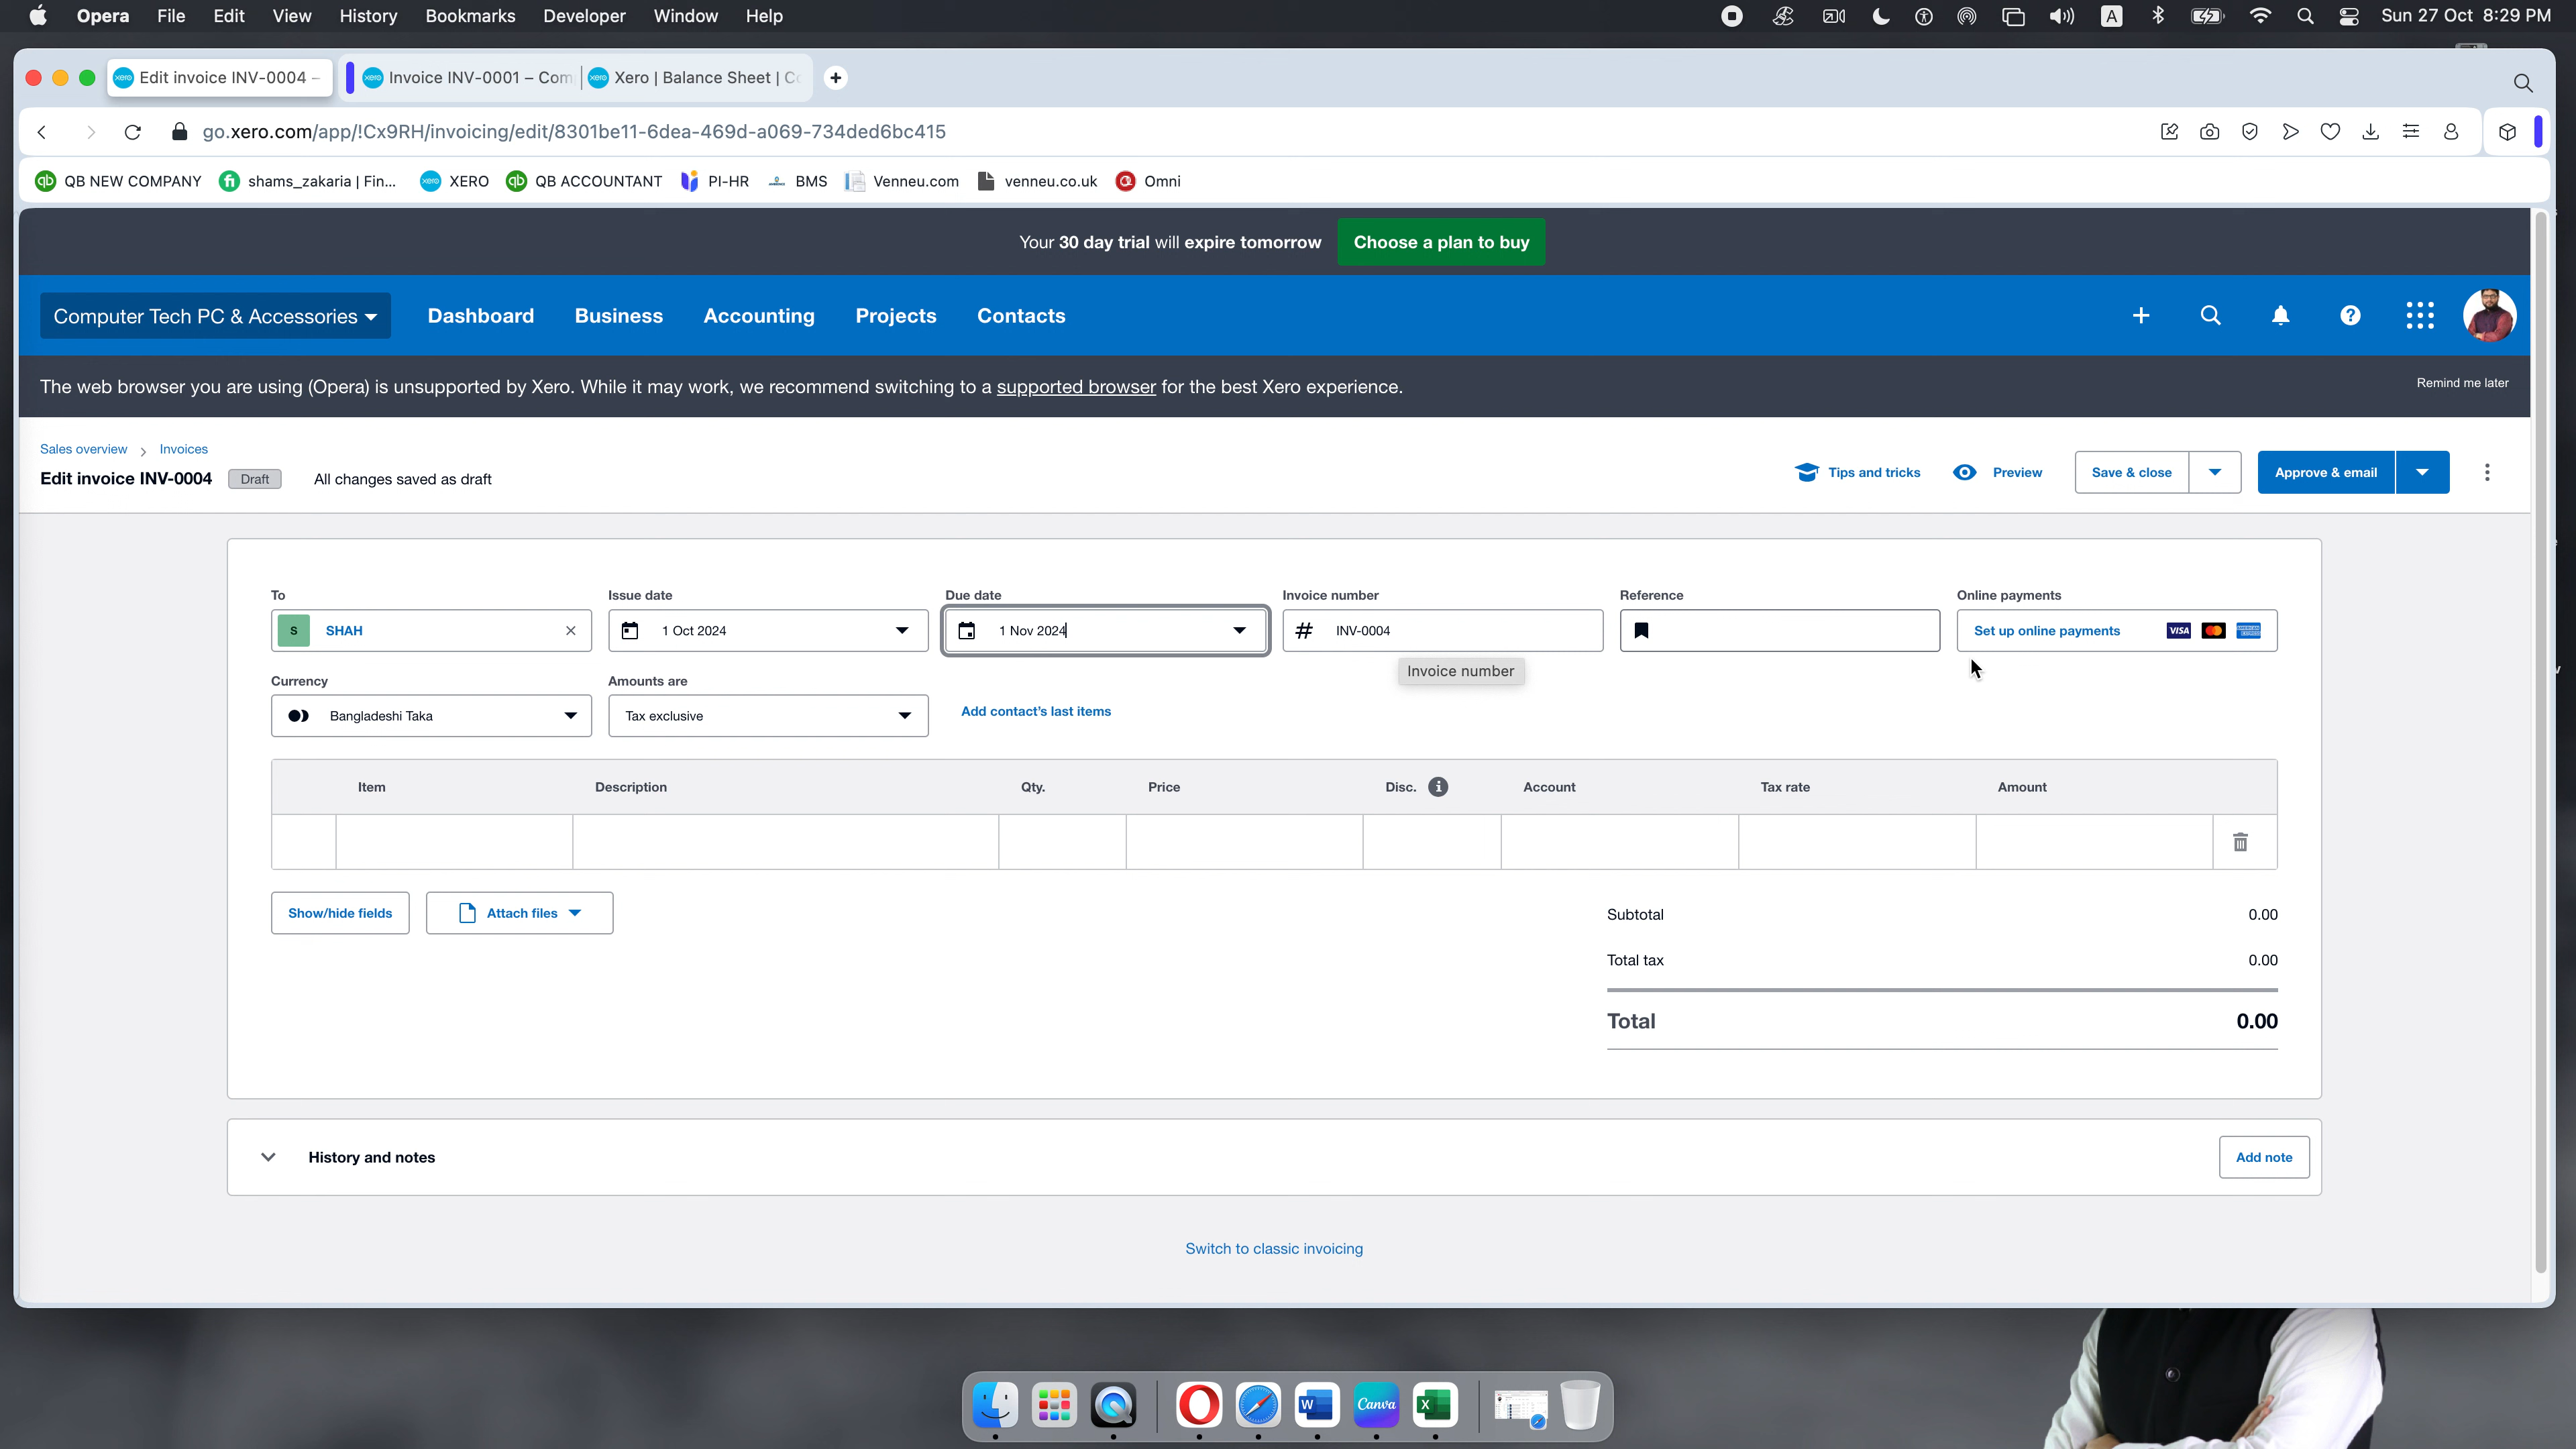 Opera File Edit View History Bookmarks Developer Window Help A Sun 27 Oct 8:29 PM
xero Edit invoice INV-0004 – xero Invoice INV-0001 – Com xero Xero | Balance Sheet | Co
go.xero.com/app/!Cx9RH/invoicing/edit/8301be11-6dea-469d-a069-734ded6bc415
qb QB NEW COMPANY fi shams_zakaria | Fin... xero XERO qb QB ACCOUNTANT PI-HR BMS Venneu.com venneu.co.uk Omni
Your 30 day trial will expire tomorrow Choose a plan to buy
Computer Tech PC & Accessories Dashboard Business Accounting Projects Contacts
The web browser you are using (Opera) is unsupported by Xero. While it may work, we recommend switching to a supported browser for the best Xero experience. Remind me later
Sales overview Invoices
Edit invoice INV-0004 Draft All changes saved as draft Tips and tricks Preview Save & close Approve & email
To Issue date Due date Invoice number Reference Online payments
S SHAH 1 Oct 2024 1 Nov 2024 # INV-0004 Set up online payments VISA
Invoice number
Currency Amounts are
Bangladeshi Taka Tax exclusive Add contact's last items
Item Description Qty. Price Disc. Account Tax rate Amount
Show/hide fields Attach files Subtotal 0.00
Total tax 0.00
Total 0.00
History and notes Add note
Switch to classic invoicing
W Canva X